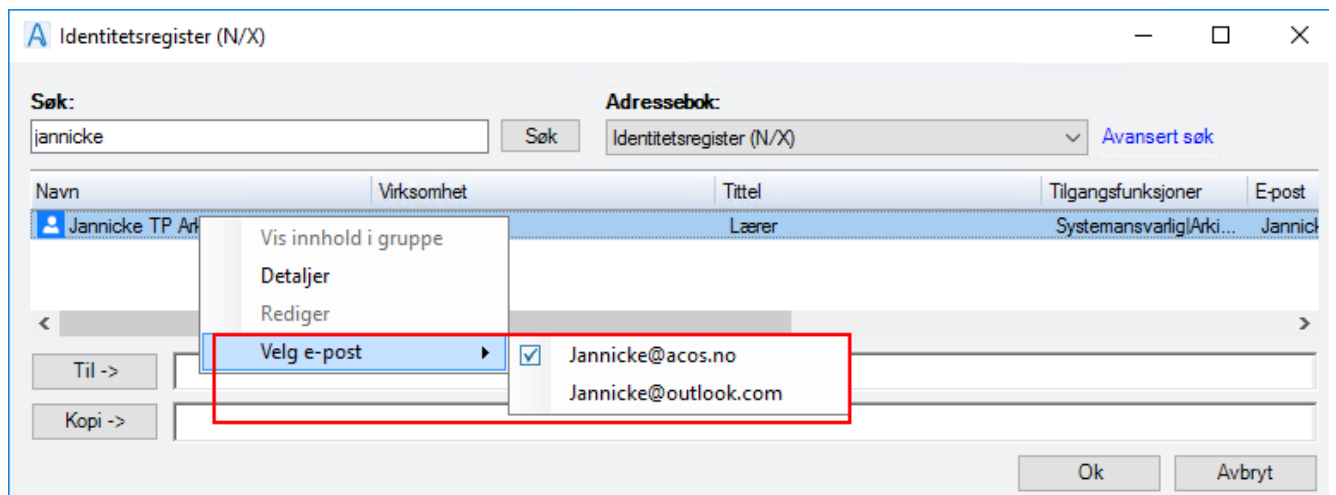 Identitetsregister (N/X)
Søk: Adressebok:
jannicke Søk Identitetsregister (N/X) Avansert søk
Navn Virksomhet Tittel Tilgangsfunksjoner E-post
Jannicke TP Lærer Systemansvarlig|Arki...
Vis innhold i gruppe
Detaljer
Rediger
Velg e-post Jannicke@acos.no
Jannicke@outlook.com
Til ->
Kopi ->
Ok Avbryt